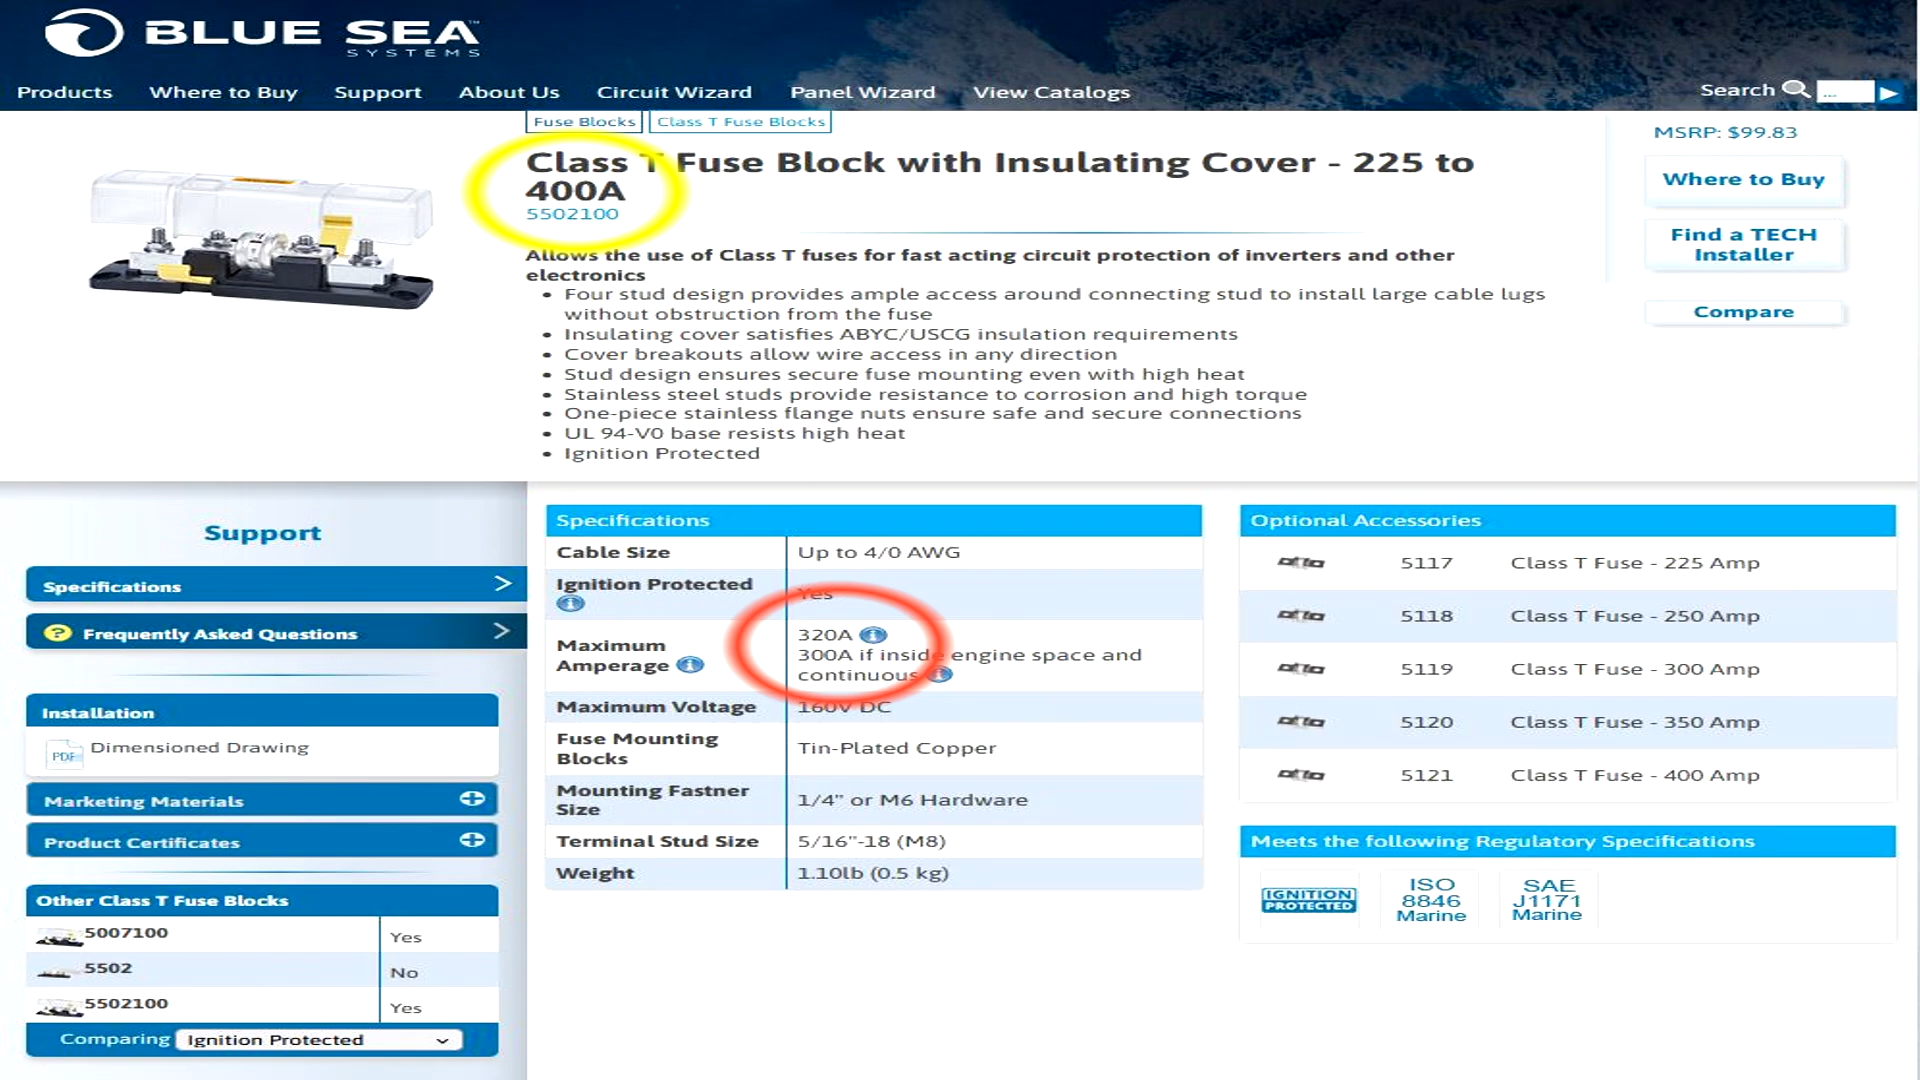 BLUE SEA
SYSTEMS
Products Where to Buy Support About Us Circuit Wizard Panel Wizard View Catalogs
Search ...
Fuse Blocks Class T Fuse Blocks
Class T Fuse Block with Insulating Cover - 225 to
400A
5502100
MSRP: $99.83
Where to Buy
Find a TECH
Installer
Compare
Allows the use of Class T fuses for fast acting circuit protection of inverters and other
electronics
• Four stud design provides ample access around connecting stud to install large cable lugs
without obstruction from the fuse
• Insulating cover satisfies ABYC/USCG insulation requirements
• Cover breakouts allow wire access in any direction
• Stud design ensures secure fuse mounting even with high heat
• Stainless steel studs provide resistance to corrosion and high torque
• One-piece stainless flange nuts ensure safe and secure connections
• UL 94-V0 base resists high heat
• Ignition Protected
Support
Specifications
? Frequently Asked Questions
Installation
PDF Dimensioned Drawing
Marketing Materials
Product Certificates
Other Class T Fuse Blocks
5007100 Yes
5502 No
5502100 Yes
Comparing Ignition Protected
Specifications
Cable Size Up to 4/0 AWG
Ignition Protected Yes
Maximum
Amperage
320A
300A if inside engine space and
continuous
Maximum Voltage 160V DC
Fuse Mounting
Blocks
Tin-Plated Copper
Mounting Fastner
Size
1/4" or M6 Hardware
Terminal Stud Size 5/16"-18 (M8)
Weight 1.10lb (0.5 kg)
Optional Accessories
5117 Class T Fuse - 225 Amp
5118 Class T Fuse - 250 Amp
5119 Class T Fuse - 300 Amp
5120 Class T Fuse - 350 Amp
5121 Class T Fuse - 400 Amp
Meets the following Regulatory Specifications
IGNITION
PROTECTED
ISO
8846
Marine
SAE
J1171
Marine